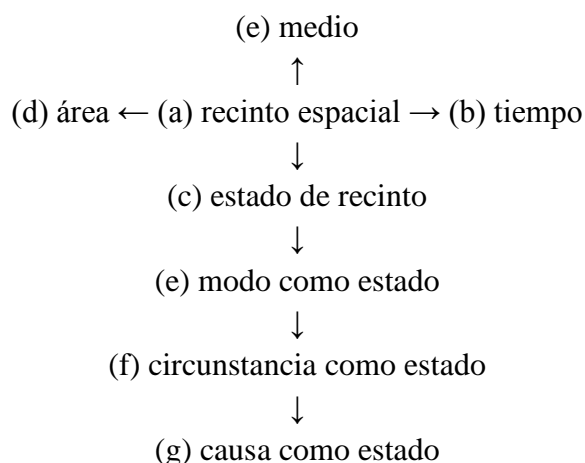 (e) medio
↑
(d) área ← (a) recinto espacial → (b) tiempo
↓
(c) estado de recinto
↓
(e) modo como estado
↓
(f) circunstancia como estado
↓
(g) causa como estado